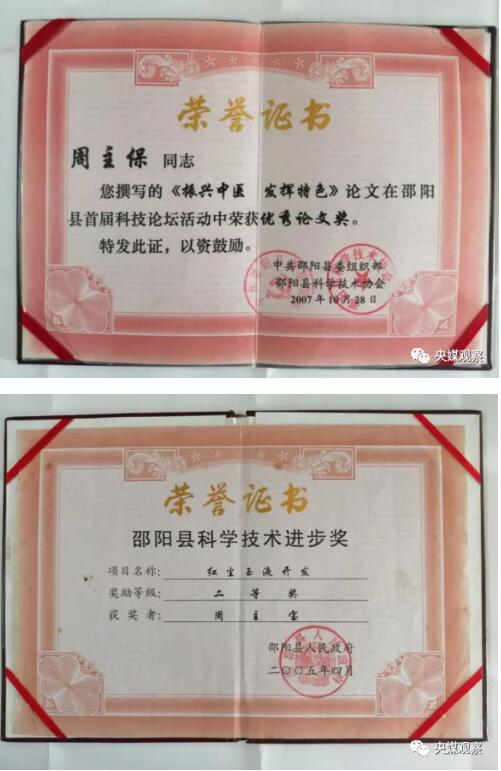 荣誉证书
周主保 同志
您撰写的《振兴中医 发挥特色》论文在邵阳
县首届科技论坛活动中荣获优秀论文奖。
特发此证，以资鼓励。
中共邵阳县委组织部
邵阳县科学技术协会
2007年10月28日
央媒观察
荣誉证书
邵阳县科学技术进步奖
项目名称： 红尘玉液开发
奖励等级： 二等奖
获奖者： 周主宝
邵阳县人民政府
二〇〇五年四月
央媒观察